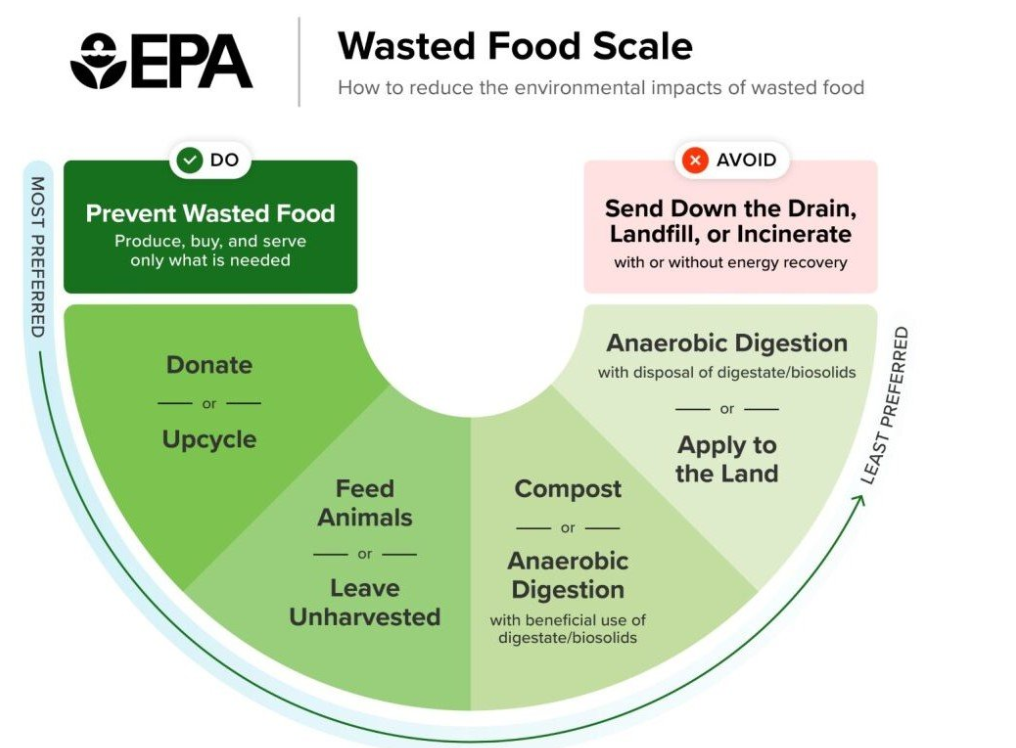 EPA
Wasted Food Scale
How to reduce the environmental impacts of wasted food
DO
AVOID
MOST PREFERRED
Prevent Wasted Food
Produce, buy, and serve
only what is needed
Send Down the Drain,
Landfill, or Incinerate
with or without energy recovery
Donate
or
Upcycle
Feed
Animals
or
Leave
Unharvested
Compost
or
Anaerobic
Digestion
with beneficial use of
digestate/biosolids
Anaerobic Digestion
with disposal of digestate/biosolids
or
Apply to
the Land
LEAST PREFERRED